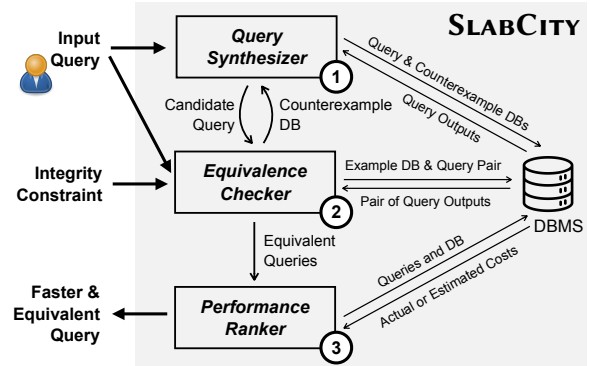 SLABCITY
Input
Query
Query
Synthesizer
1
Query & Counterexample DBs
Query Outputs
Candidate
Query
Counterexample
DB
Integrity
Constraint
Equivalence
Checker
2
Example DB & Query Pair
Pair of Query Outputs
DBMS
Equivalent
Queries
Queries and DB
Actual or Estimated Costs
Faster &
Equivalent
Query
Performance
Ranker
3